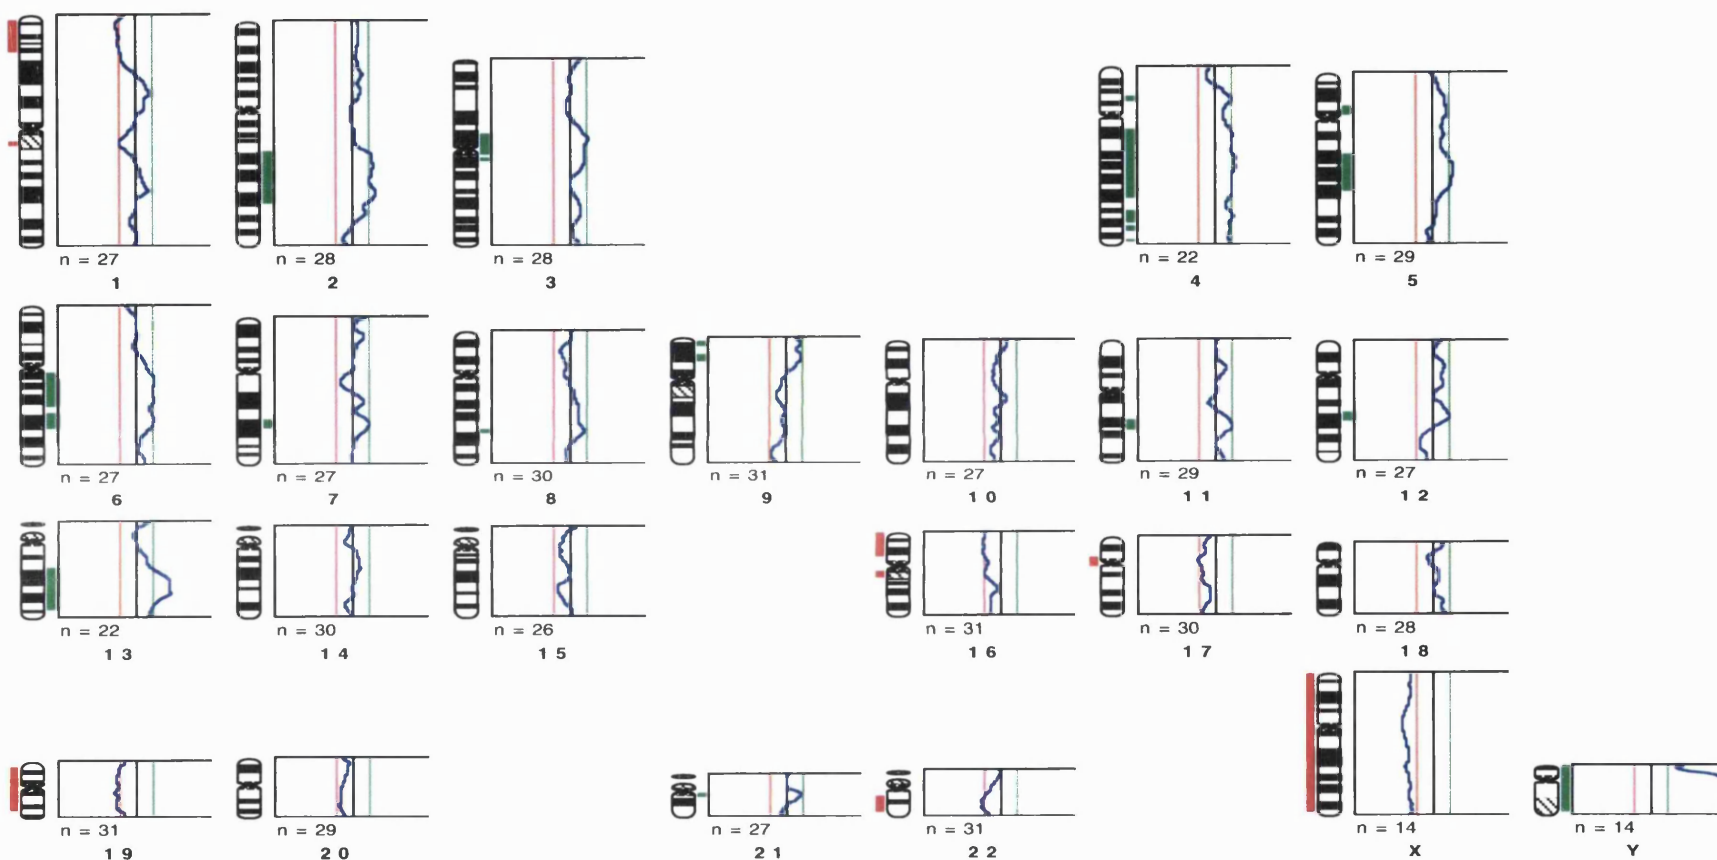 n = 27
1
n = 28
2
n = 28
3
n = 22
4
n = 29
5
n = 27
6
n = 27
7
n = 30
8
n = 31
9
n = 27
10
n = 29
11
n = 27
12
n = 22
13
n = 30
14
n = 26
15
n = 31
16
n = 30
17
n = 28
18
n = 31
19
n = 29
20
n = 27
21
n = 31
22
n = 14
X
n = 14
Y